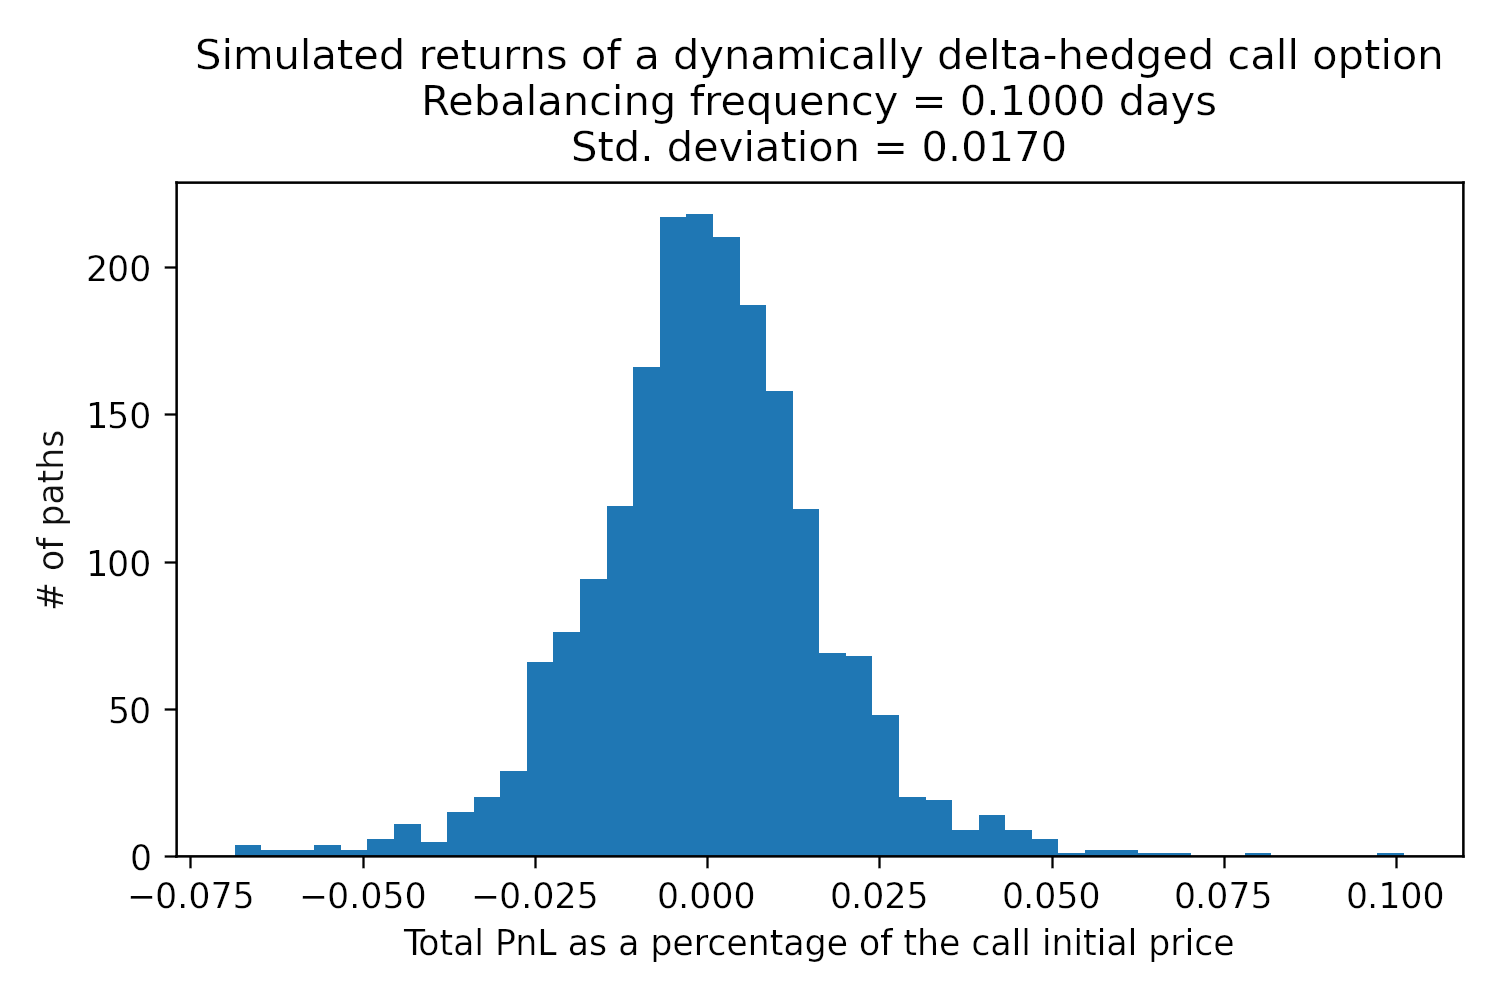 Simulated returns of a dynamically delta-hedged call option
Rebalancing frequency = 0.1000 days
Std. deviation = 0.0170
200
150
100
50
0
# of paths
−0.075 −0.050 −0.025 0.000 0.025 0.050 0.075 0.100
Total PnL as a percentage of the call initial price